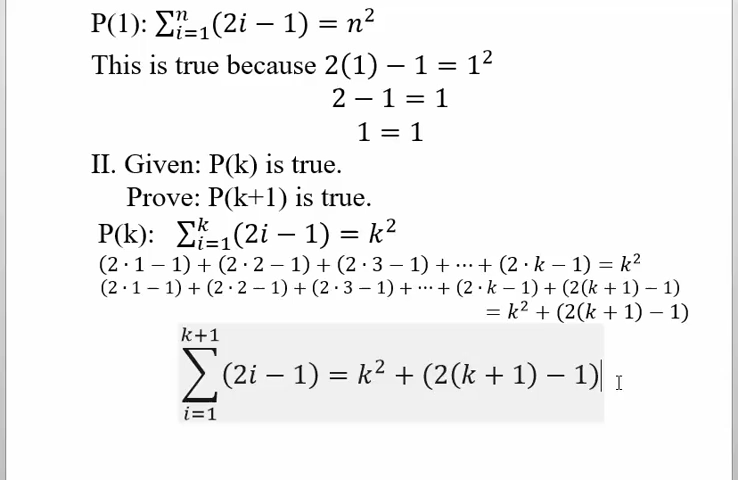 P(1): ∑ⁿᵢ₌₁(2i − 1) = n²
This is true because 2(1) − 1 = 1²
2 − 1 = 1
1 = 1
II. Given: P(k) is true.
Prove: P(k+1) is true.
P(k): ∑ᵏᵢ₌₁(2i − 1) = k²
(2 · 1 − 1) + (2 · 2 − 1) + (2 · 3 − 1) + ⋯ + (2 · k − 1) = k²
(2 · 1 − 1) + (2 · 2 − 1) + (2 · 3 − 1) + ⋯ + (2 · k − 1) + (2(k + 1) − 1)
= k² + (2(k + 1) − 1)
k+1
∑(2i − 1) = k² + (2(k + 1) − 1)
i=1